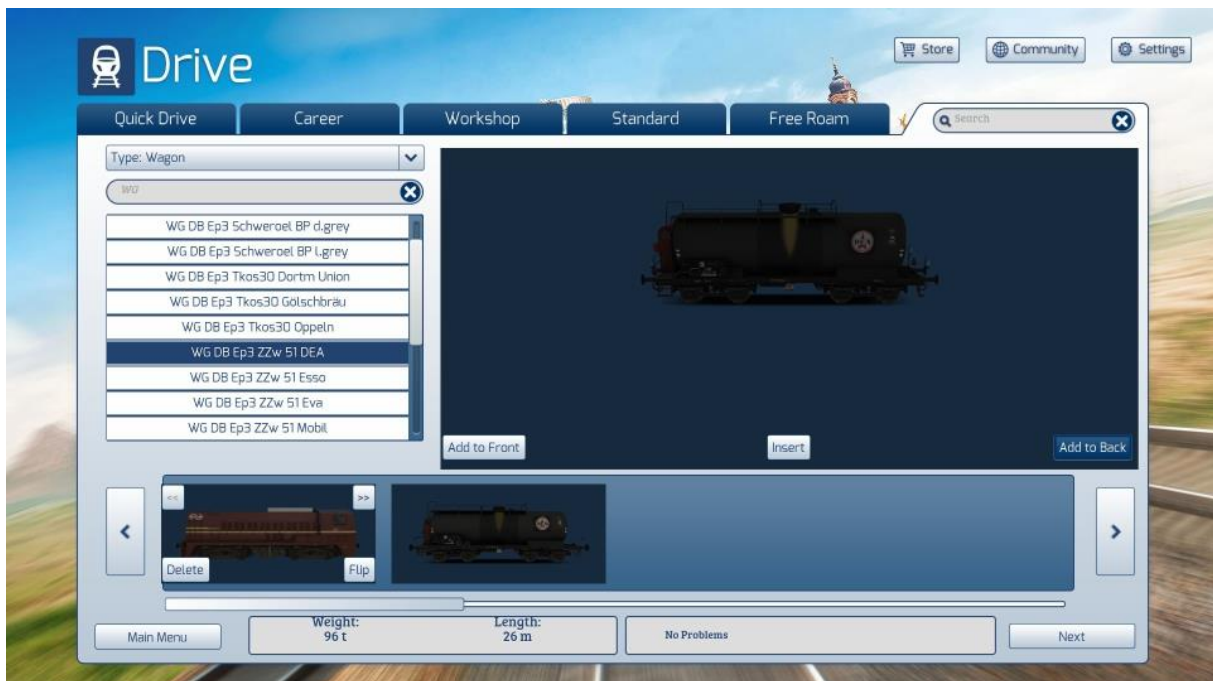 Drive
Store
Community
Settings
Quick Drive
Career
Workshop
Standard
Free Roam
Search
Type: Wagon
WG
WG DB Ep3 Schweroel BP d.grey
WG DB Ep3 Schweroel BP l.grey
WG DB Ep3 Tkos30 Dortm Union
WG DB Ep3 Tkos30 Golschbräu
WG DB Ep3 Tkos30 Oppeln
WG DB Ep3 ZZw 51 DEA
WG DB Ep3 ZZw 51 Esso
WG DB Ep3 ZZw 51 Eva
WG DB Ep3 ZZw 51 Mobil
Add to Front
Insert
Add to Back
<<
>>
Delete
Flip
Main Menu
Weight:
96 t
Length:
26 m
No Problems
Next